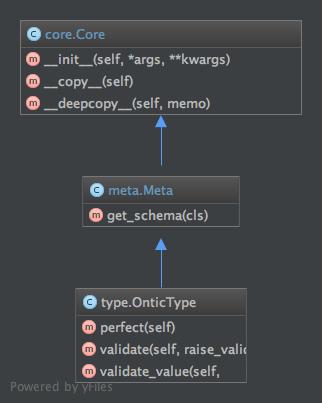 C core.Core
m __init__(self, *args, **kwargs)
m __copy__(self)
m __deepcopy__(self, memo)
C meta.Meta
m get_schema(cls)
C type.OnticType
m perfect(self)
m validate(self, raise_valid
m validate_value(self,
Powered by yFiles